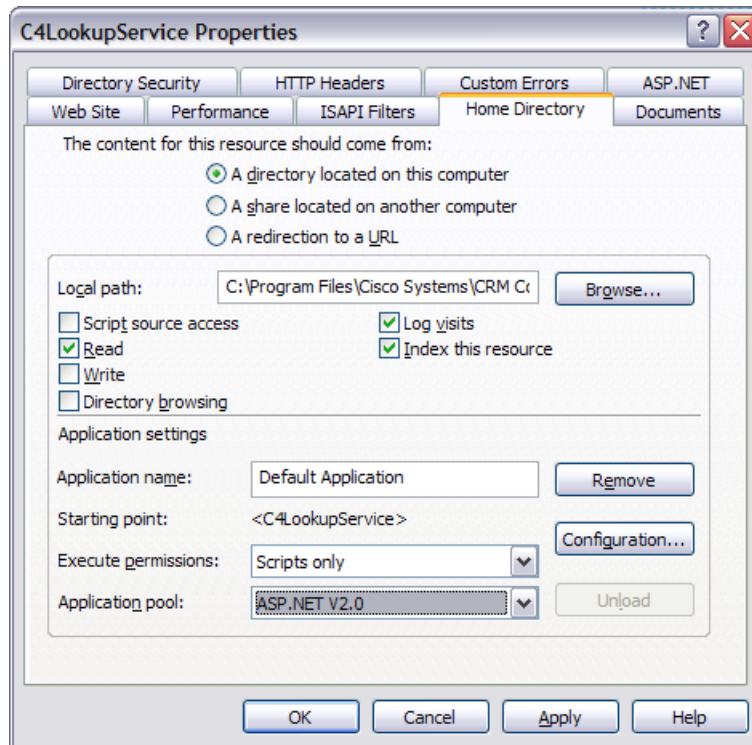 C4LookupService Properties
Directory Security HTTP Headers Custom Errors ASP.NET
Web Site Performance ISAPI Filters Home Directory Documents
The content for this resource should come from:
A directory located on this computer
A share located on another computer
A redirection to a URL
Local path: C:\Program Files\Cisco Systems\CRM Cc Browse...
Script source access Log visits
Read Index this resource
Write
Directory browsing
Application settings
Application name: Default Application Remove
Starting point: <C4LookupService>
Configuration...
Execute permissions: Scripts only
Application pool: ASP.NET V2.0 Unload
OK Cancel Apply Help